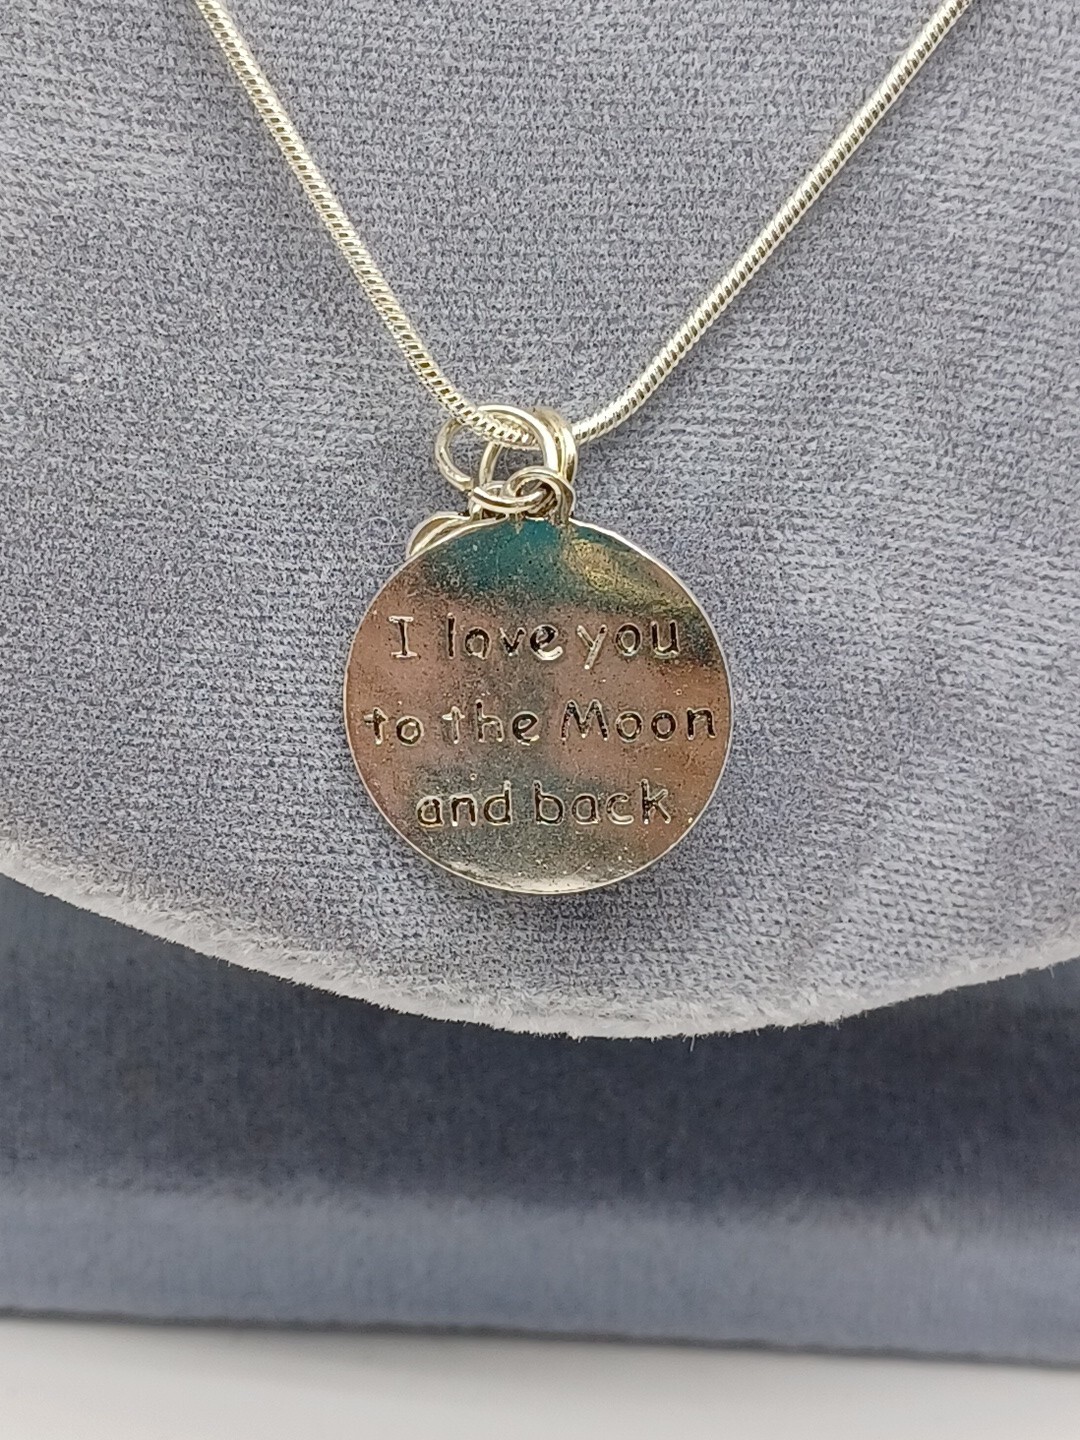 I love you
to the Moon
and back.